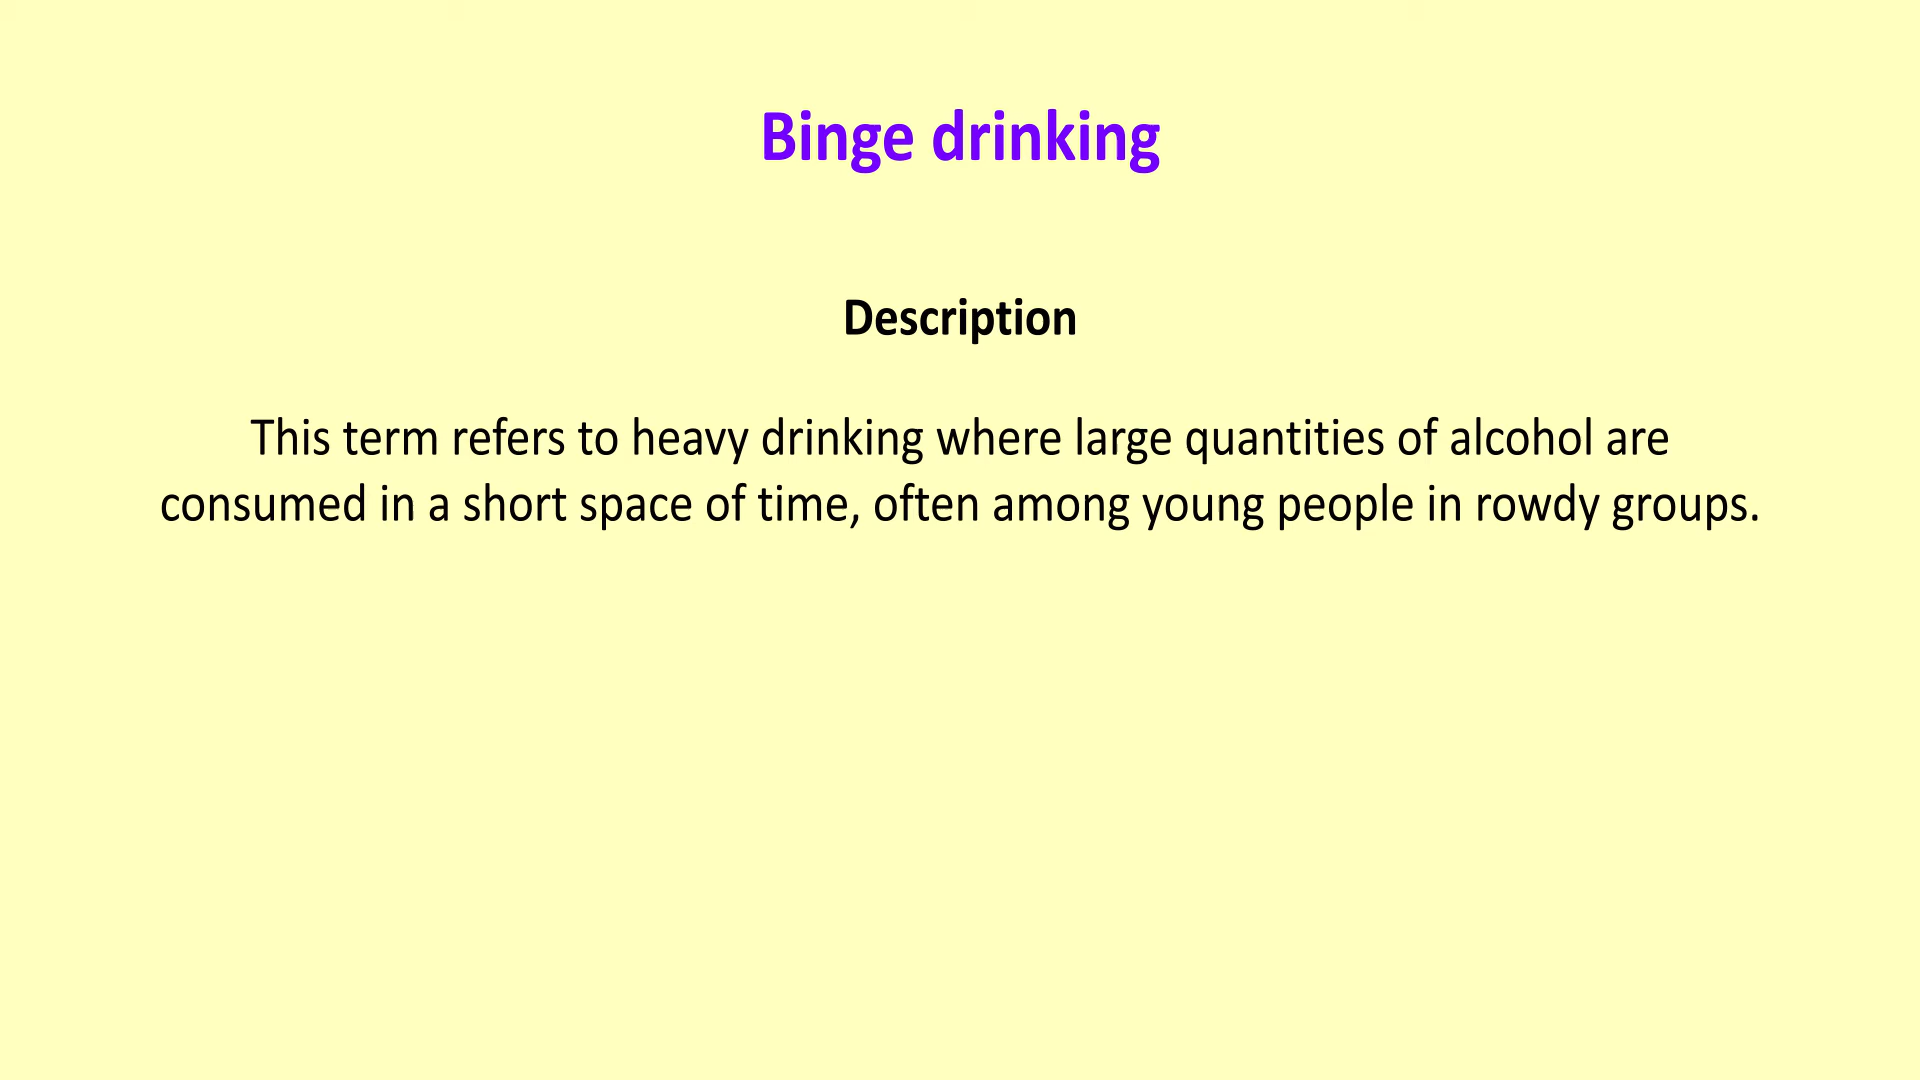 Binge drinking
Description
This term refers to heavy drinking where large quantities of alcohol are
consumed in a short space of time, often among young people in rowdy groups.